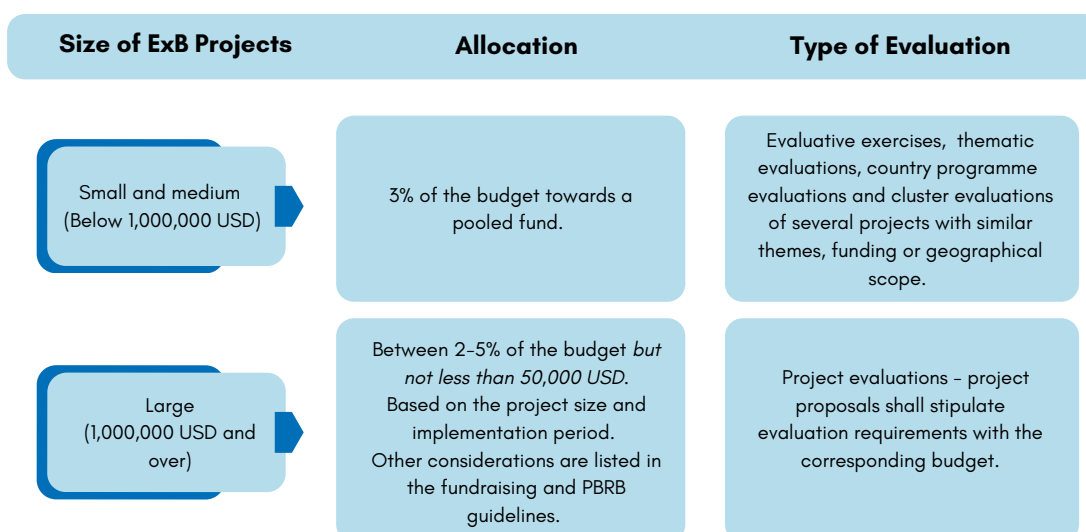 Size of ExB Projects
Allocation
Type of Evaluation
Small and medium
(Below 1,000,000 USD)
3% of the budget towards a
pooled fund.
Evaluative exercises, thematic
evaluations, country programme
evaluations and cluster evaluations
of several projects with similar
themes, funding or geographical
scope.
Large
(1,000,000 USD and
over)
Between 2-5% of the budget but
not less than 50,000 USD.
Based on the project size and
implementation period.
Other considerations are listed in
the fundraising and PBRB
guidelines.
Project evaluations - project
proposals shall stipulate
evaluation requirements with the
corresponding budget.